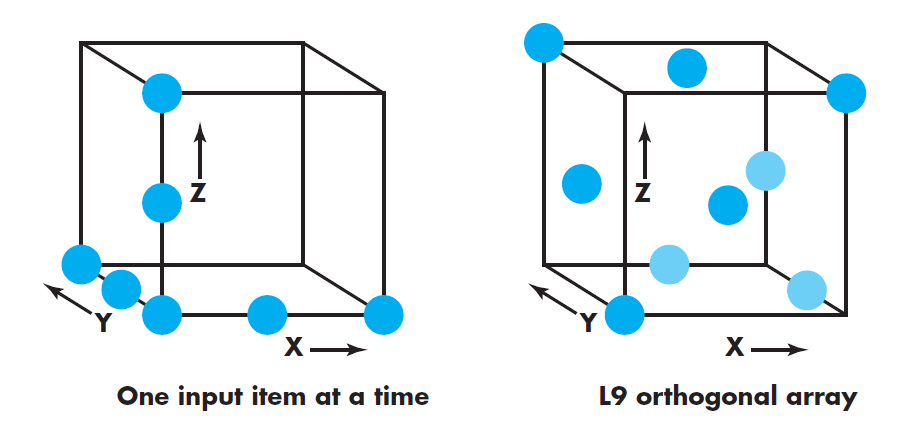 Z
Y
X
One input item at a time
Z
Y
X
L9 orthogonal array